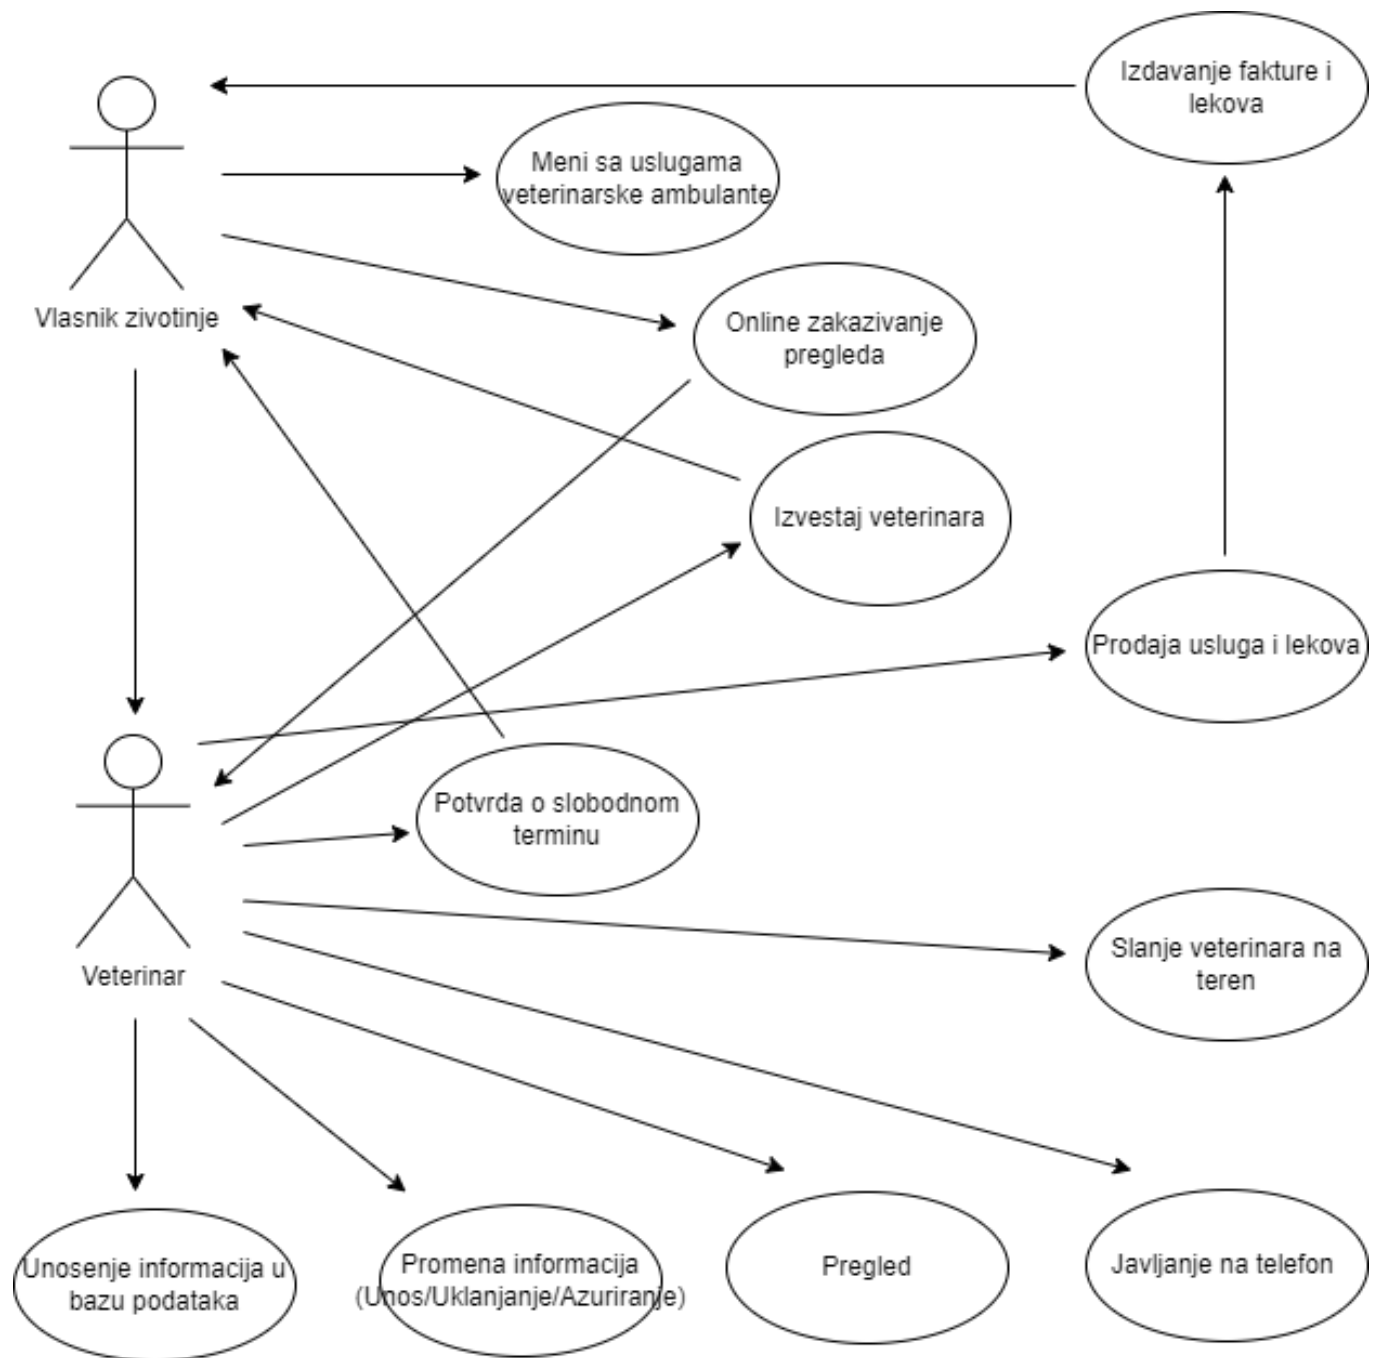 Izdavanje fakture i
lekova
Meni sa uslugama
veterinarske ambulante
Vlasnik zivotinje
Online zakazivanje
pregleda
Izvestaj veterinara
Prodaja usluga i lekova
Potvrda o slobodnom
terminu
Slanje veterinara na
teren
Veterinar
Unosenje informacija u
bazu podataka
Promena informacija
(Unos/Uklanjanje/Azuriranje)
Pregled
Javljanje na telefon